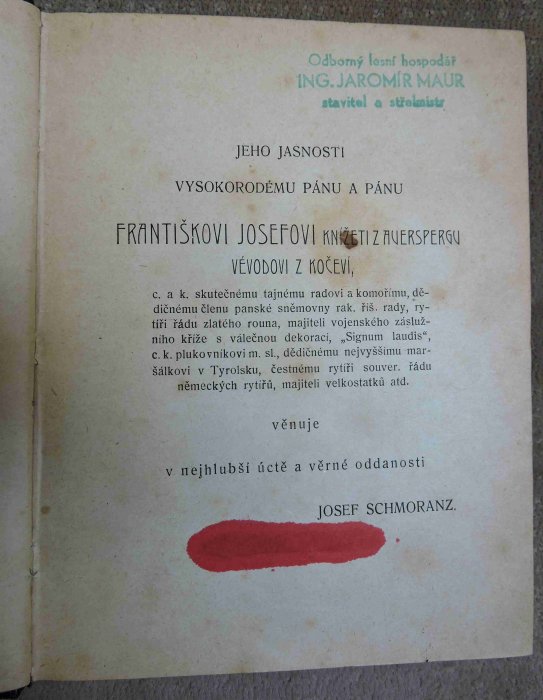 Odborný lesní hospodář
ING. JAROMÍR MAUR
stavitel a střelmistr
JEHO JASNOSTI
VYSOKORODÉMU PÁNU A PÁNU
FRANTIŠKOVI JOSEFOVI KNÍŽETI Z AUERSPERGU
VÉVODOVI Z KOČEVÍ,
c. a k. skutečnému tajnému radovi a komořímu, dě-
dičnému členu panské sněmovny rak. říš. rady, ry-
tíři řádu zlatého rouna, majiteli vojenského zásluž-
ního kříže s válečnou dekorací, „Signum laudis",
c. k. plukovníkovi m. sl., dědičnému nejvyššímu mar-
šálkovi v Tyrolsku, čestnému rytíři souver. řádu
německých rytířů, majiteli velkostatků atd.
věnuje
v nejhlubší úctě a věrné oddanosti
JOSEF SCHMORANZ.